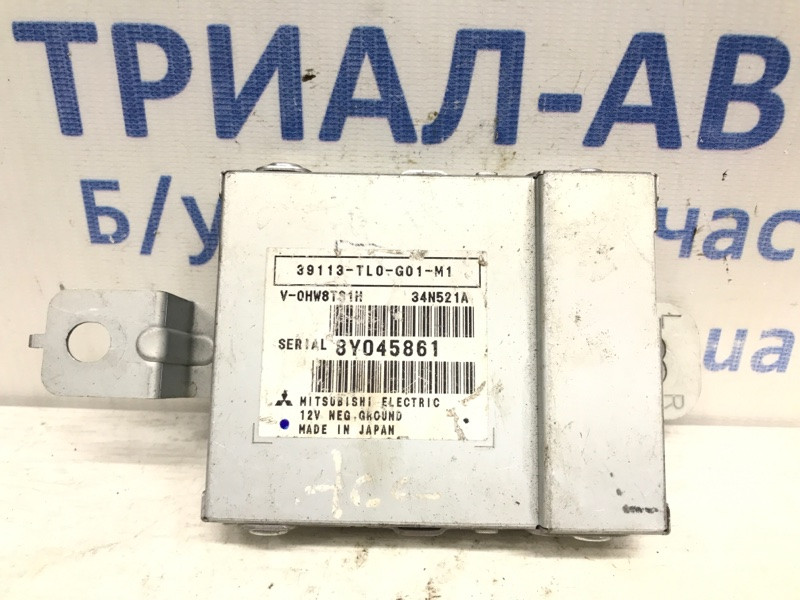 ТРИАЛ-АВ
Б/у
час
ua
39113-TL0-G01-M1
V-0HW8TS1H 34N521A
SERIAL 8Y045861
MITSUBISHI ELECTRIC
12V NEG.GROUND
MADE IN JAPAN